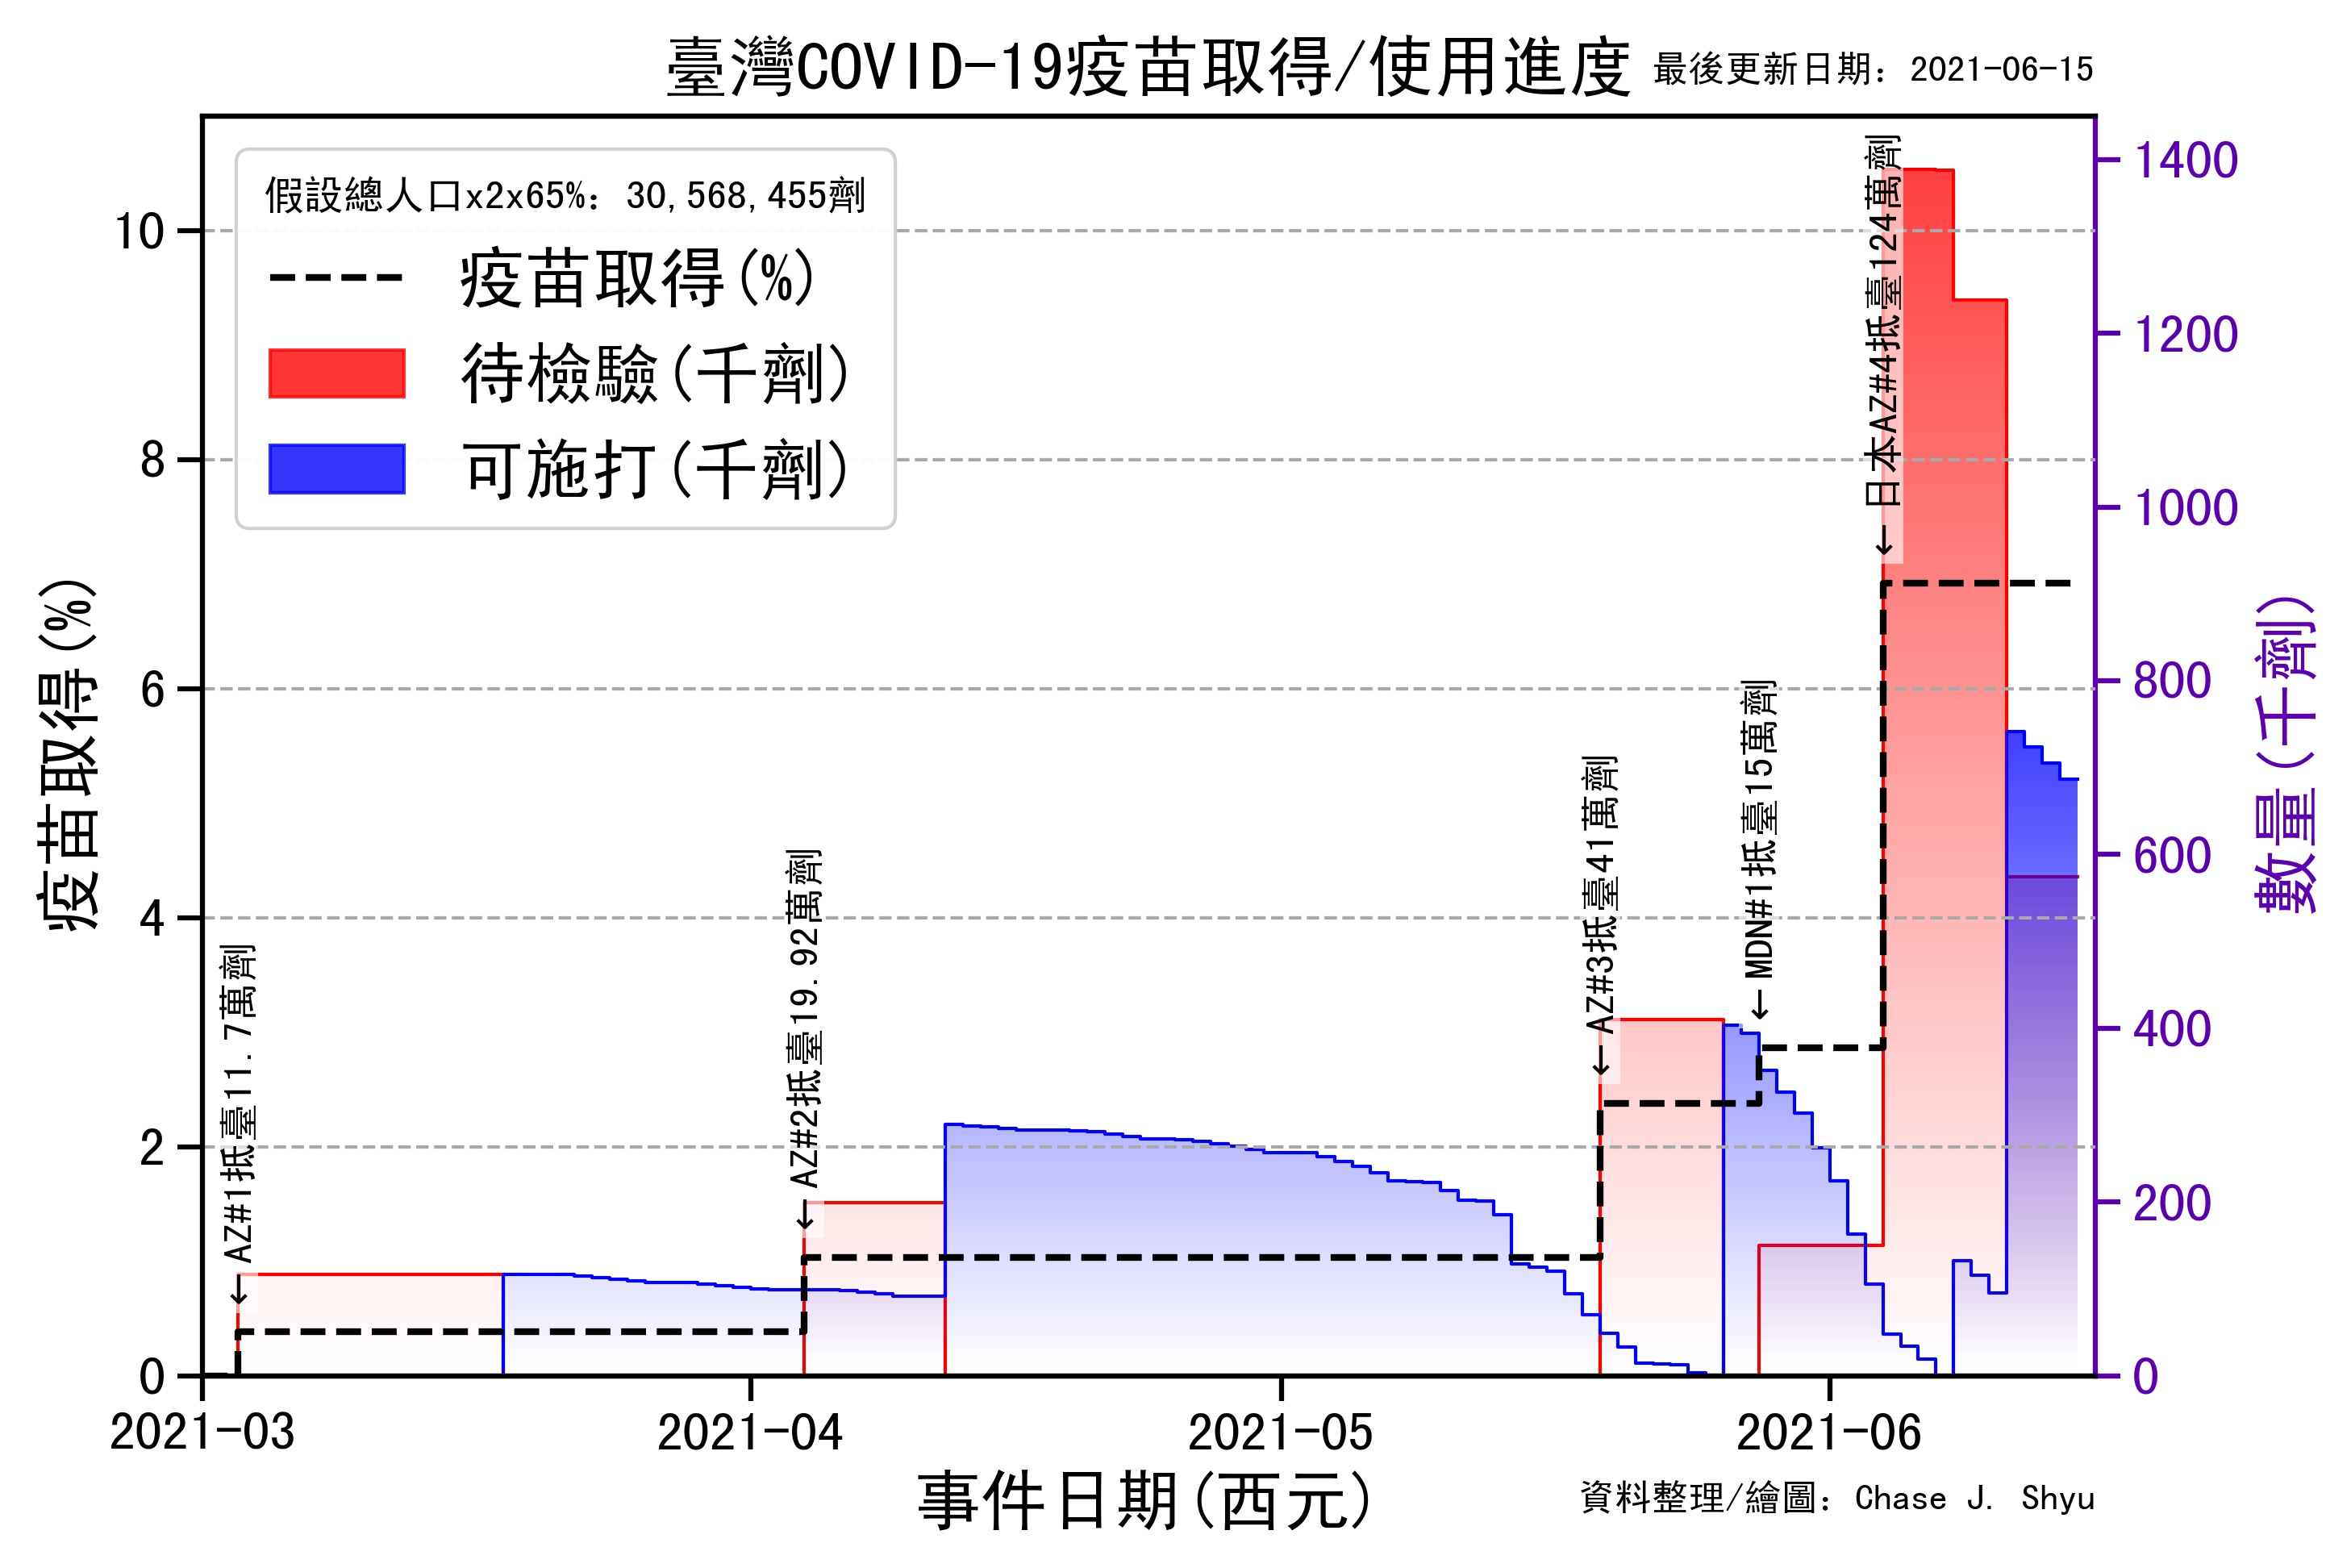 臺灣COVID-19疫苗取得/使用進度
最後更新日期：2021-06-15
假設總人口x2x65%：30,568,455劑
疫苗取得(%)
待檢驗(千劑)
可施打(千劑)
疫苗取得(%)
10
8
6
4
2
0
←AZ#1抵臺11.7萬劑
←AZ#2抵臺19.92萬劑
←AZ#3抵臺41萬劑
←MDN#1抵臺15萬劑
←日本AZ#4抵臺124萬劑
1400
1200
1000
800
600
400
200
0
數量(千劑)
2021-03
2021-04
2021-05
2021-06
事件日期(西元)
資料整理/繪圖：Chase J. Shyu